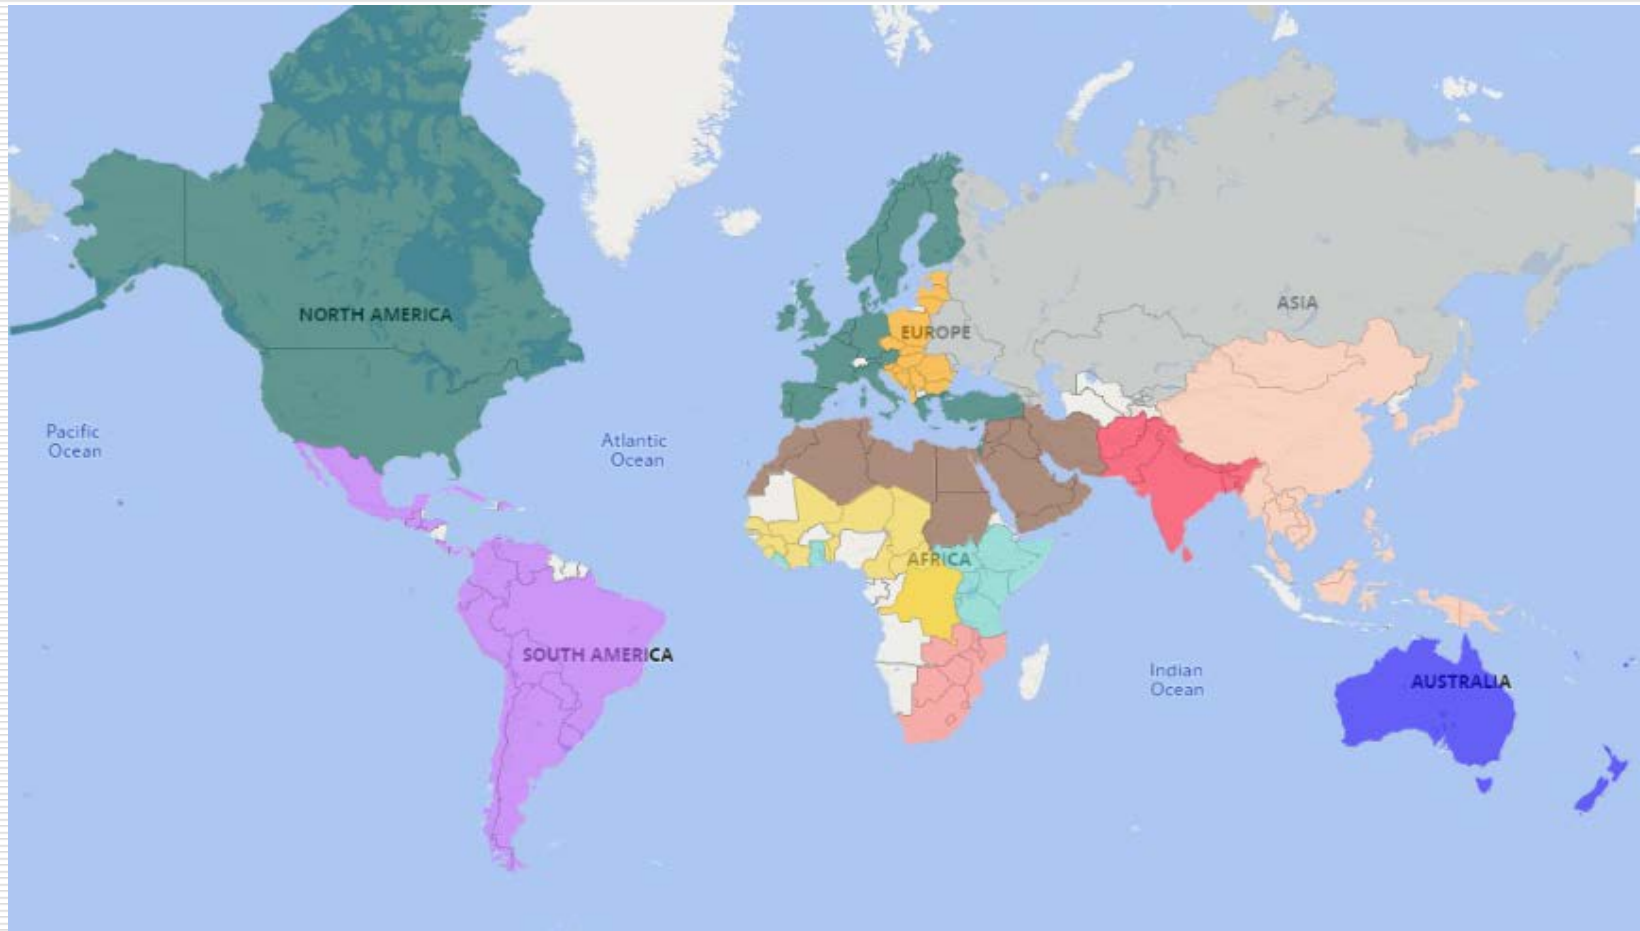 NORTH AMERICA
ASIA
EUROPE
Pacific
Ocean
Atlantic
Ocean
AFRICA
SOUTH AMERICA
Indian
Ocean
AUSTRALIA